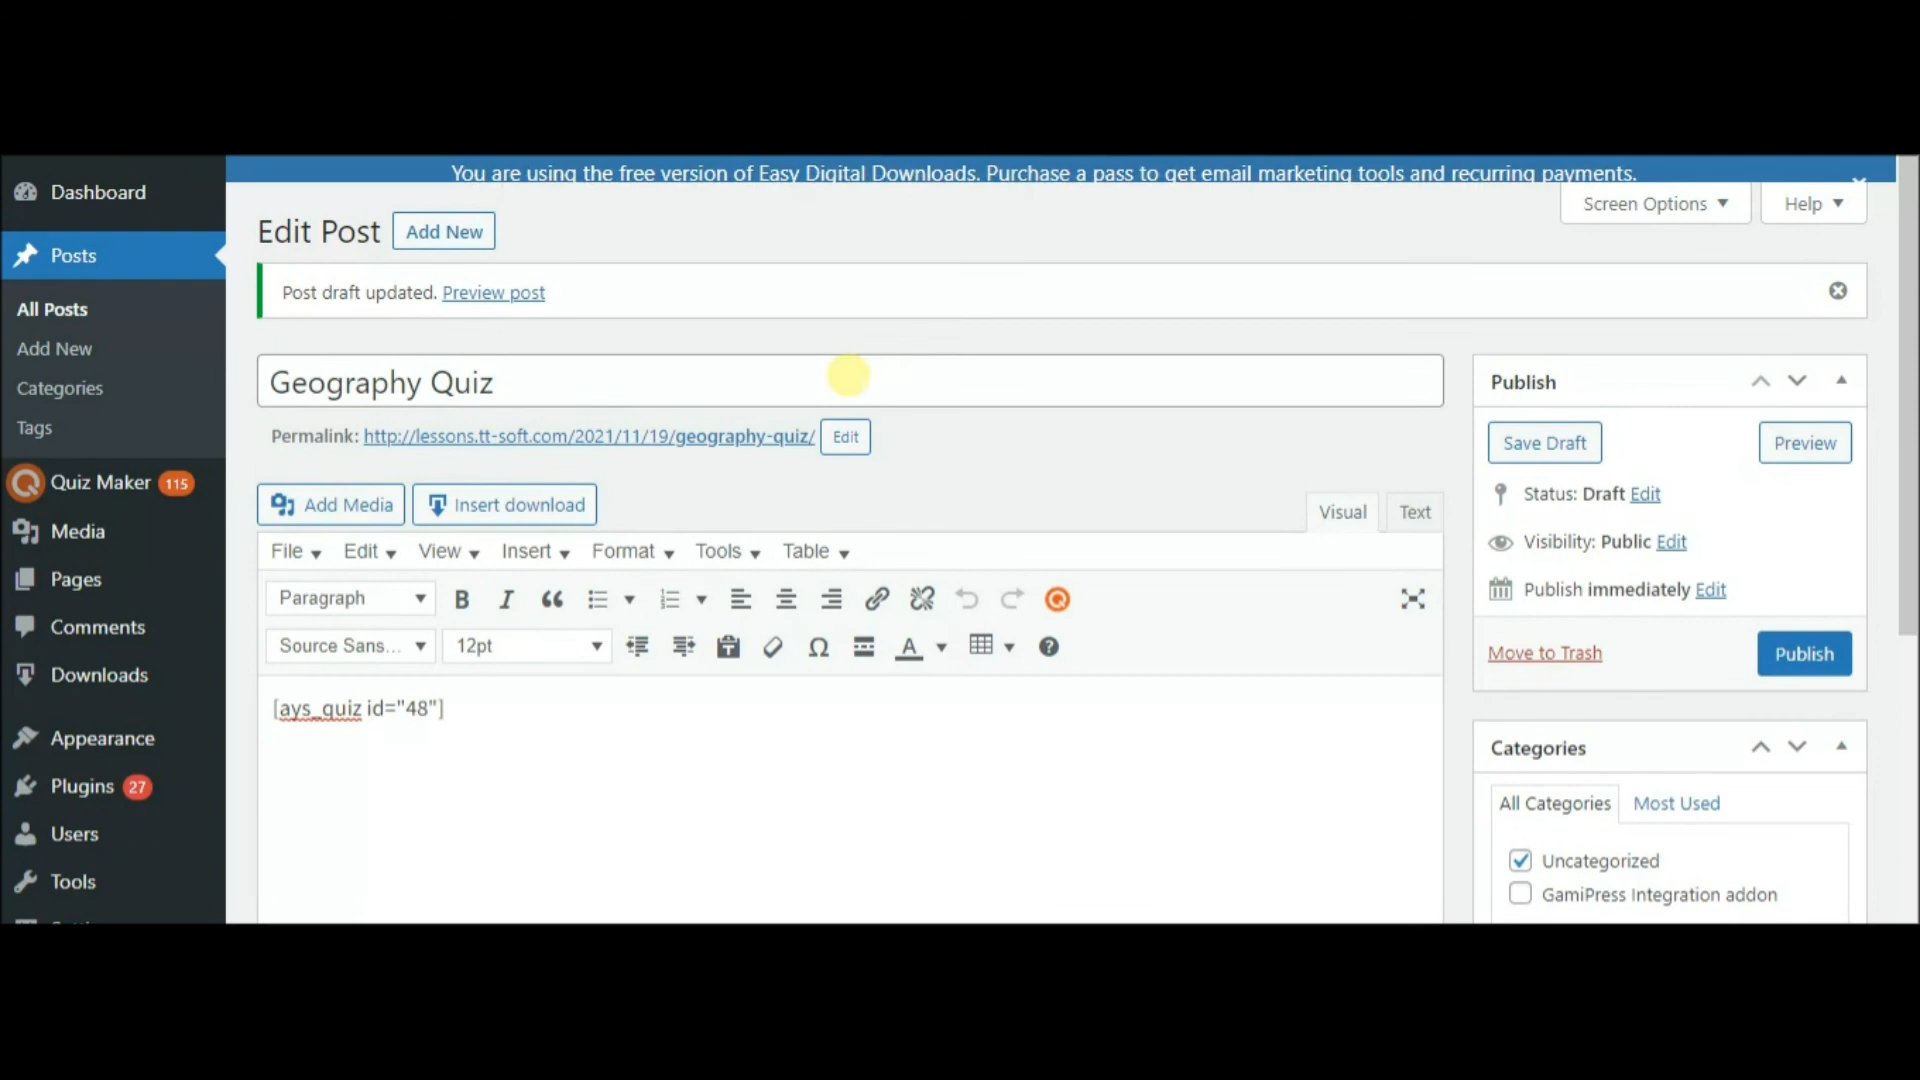 You are using the free version of Easy Digital Downloads. Purchase a pass to get email marketing tools and recurring payments.
Screen Options
Help
Dashboard
Posts
All Posts
Add New
Categories
Tags
Quiz Maker 115
Media
Pages
Comments
Downloads
Appearance
Plugins 27
Users
Tools
Edit Post Add New
Post draft updated. Preview post
Geography Quiz
Permalink: http://lessons.tt-soft.com/2021/11/19/geography-quiz/ Edit
Add Media Insert download
Visual Text
File Edit View Insert Format Tools Table
Paragraph
Source Sans... 12pt
[ays_quiz id="48"]
Publish
Save Draft Preview
Status: Draft Edit
Visibility: Public Edit
Publish immediately Edit
Move to Trash Publish
Categories
All Categories Most Used
Uncategorized
GamiPress Integration addon